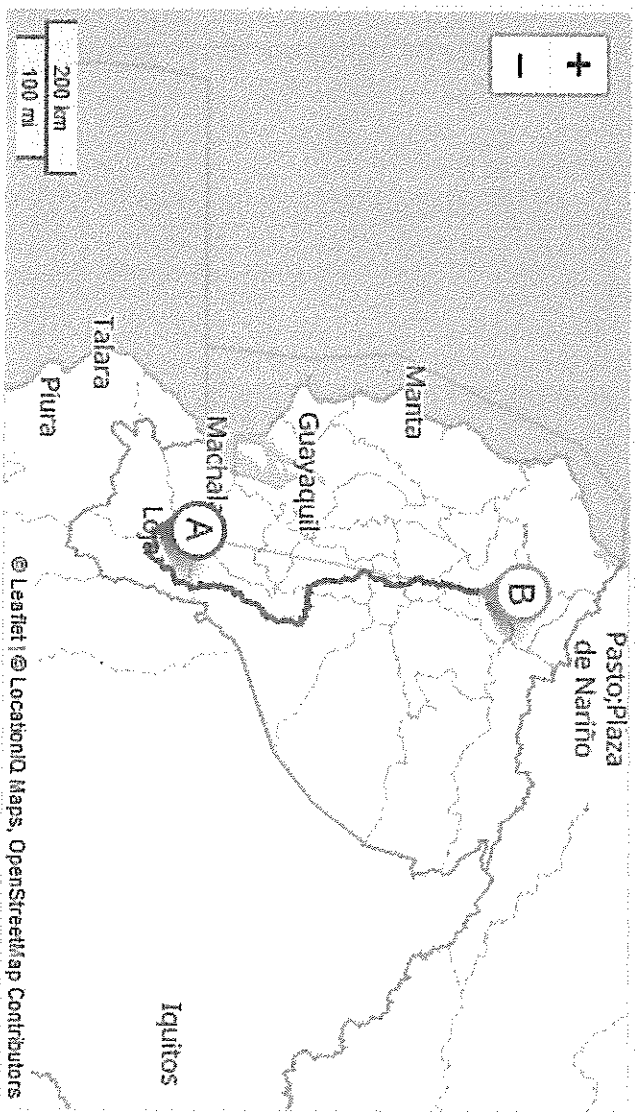 +
−
Pasto;Plaza
de Nariño
B
Manta
Guayaquil
Machal
A
Loja
Talara
Piura
Iquitos
200 km
100 mi
© Leaflet | © LocationIQ Maps, OpenStreetMap Contributors